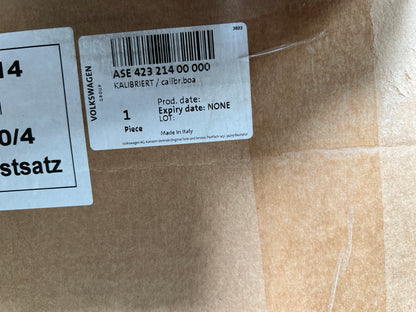 3022
VOLKSWAGEN
GROUP
ASE 423 214 00 000
KALIBRIERT / calibr.boa
Prod. date:
Expiry date: NONE
LOT:
1
Piece
Made in Italy
14
0/4
stsatz